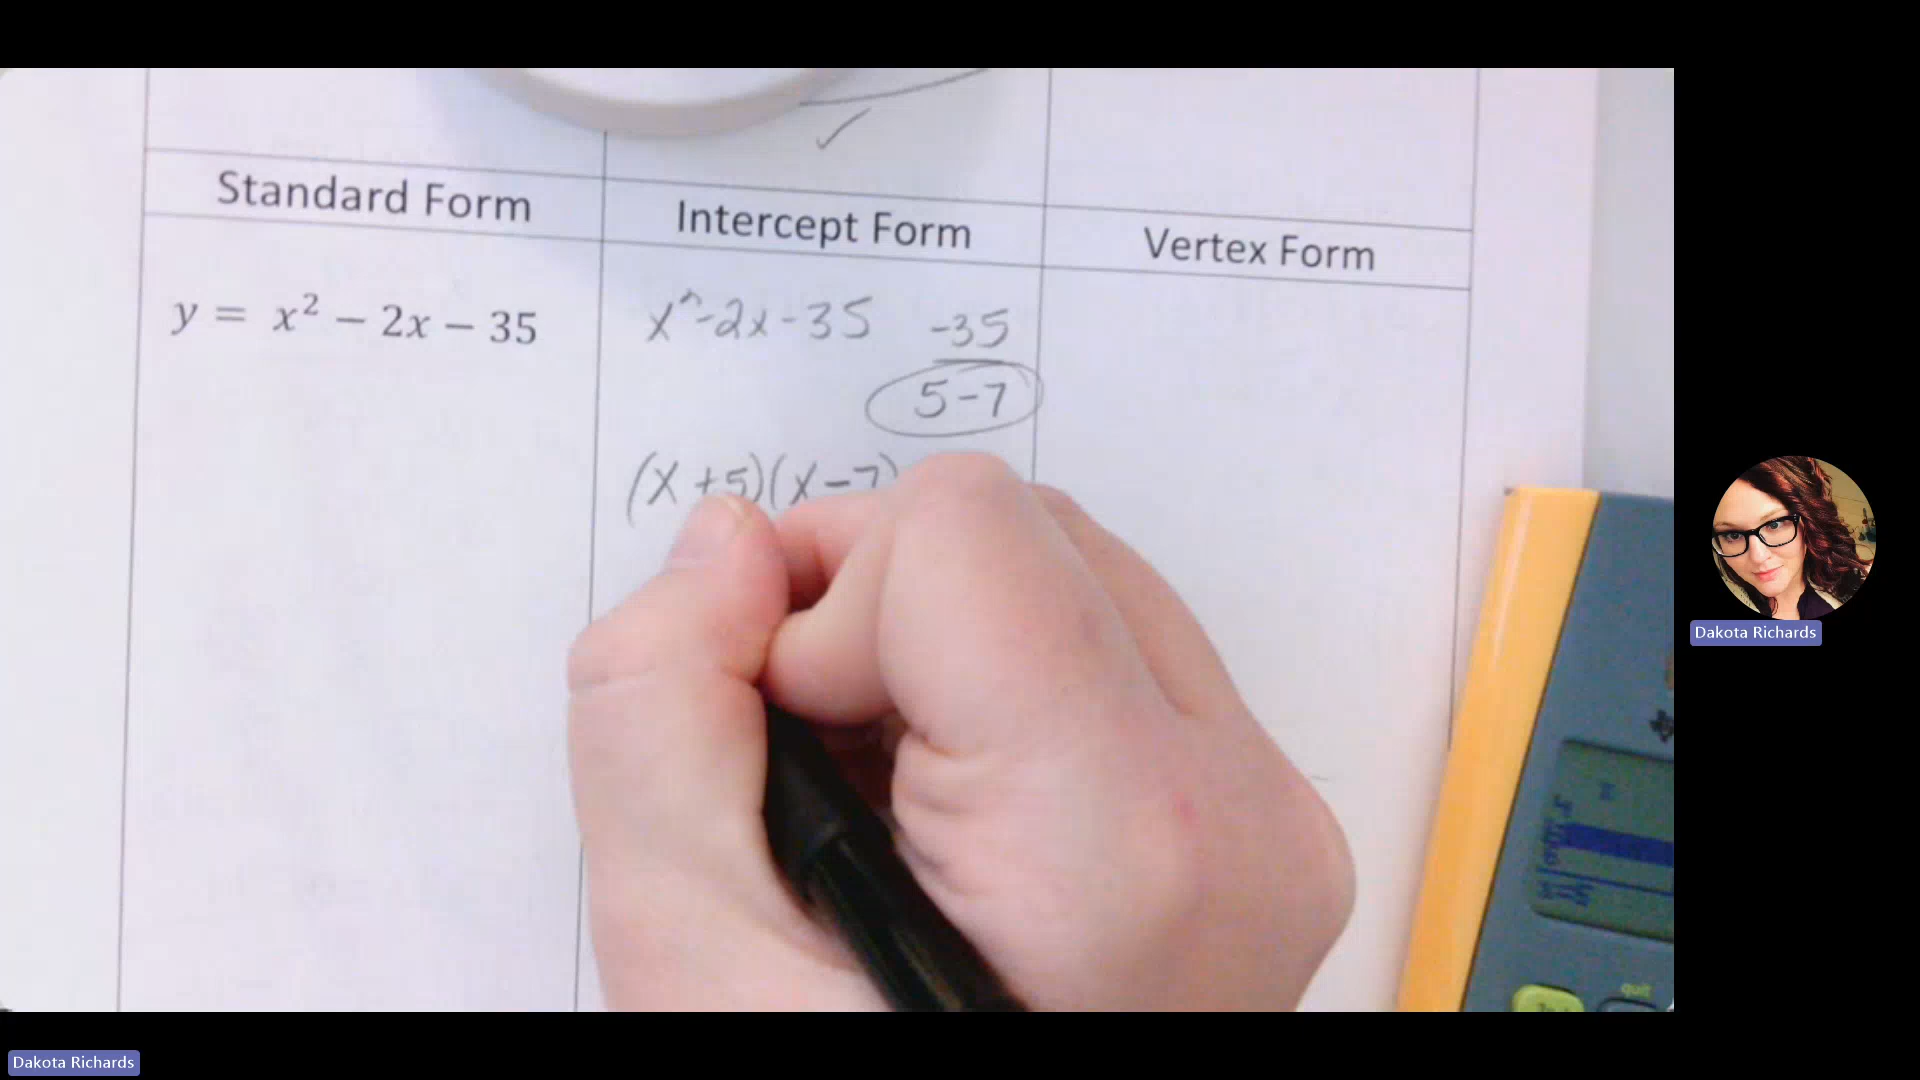 Standard Form
Intercept Form
Vertex Form
y = x² − 2x − 35
x^-2x-35
-35
5-7
(x+5)(x-7)
Dakota Richards
quit
Dakota Richards